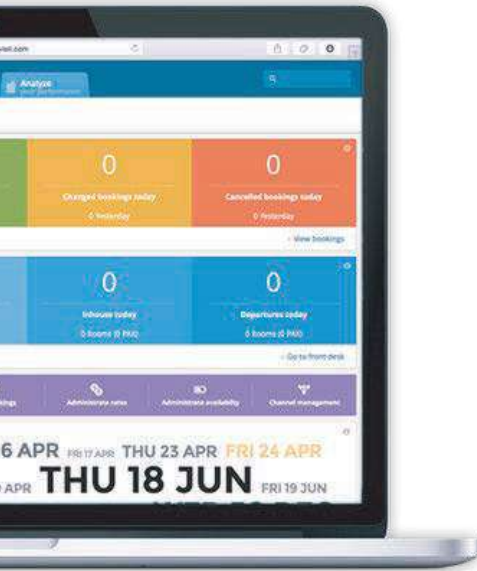 Analyze
your performance
0
0
Changed bookings today
Cancelled bookings today
0 Yesterday
0 Yesterday
View bookings
0
0
Inhouse today
Departures today
0 Rooms (0 PAX)
0 Rooms (0 PAX)
Go to front desk
Administrate rates
Administrate availability
Channel management
6 APR FRI 17 APR THU 23 APR FRI 24 APR
APR THU 18 JUN FRI 19 JUN